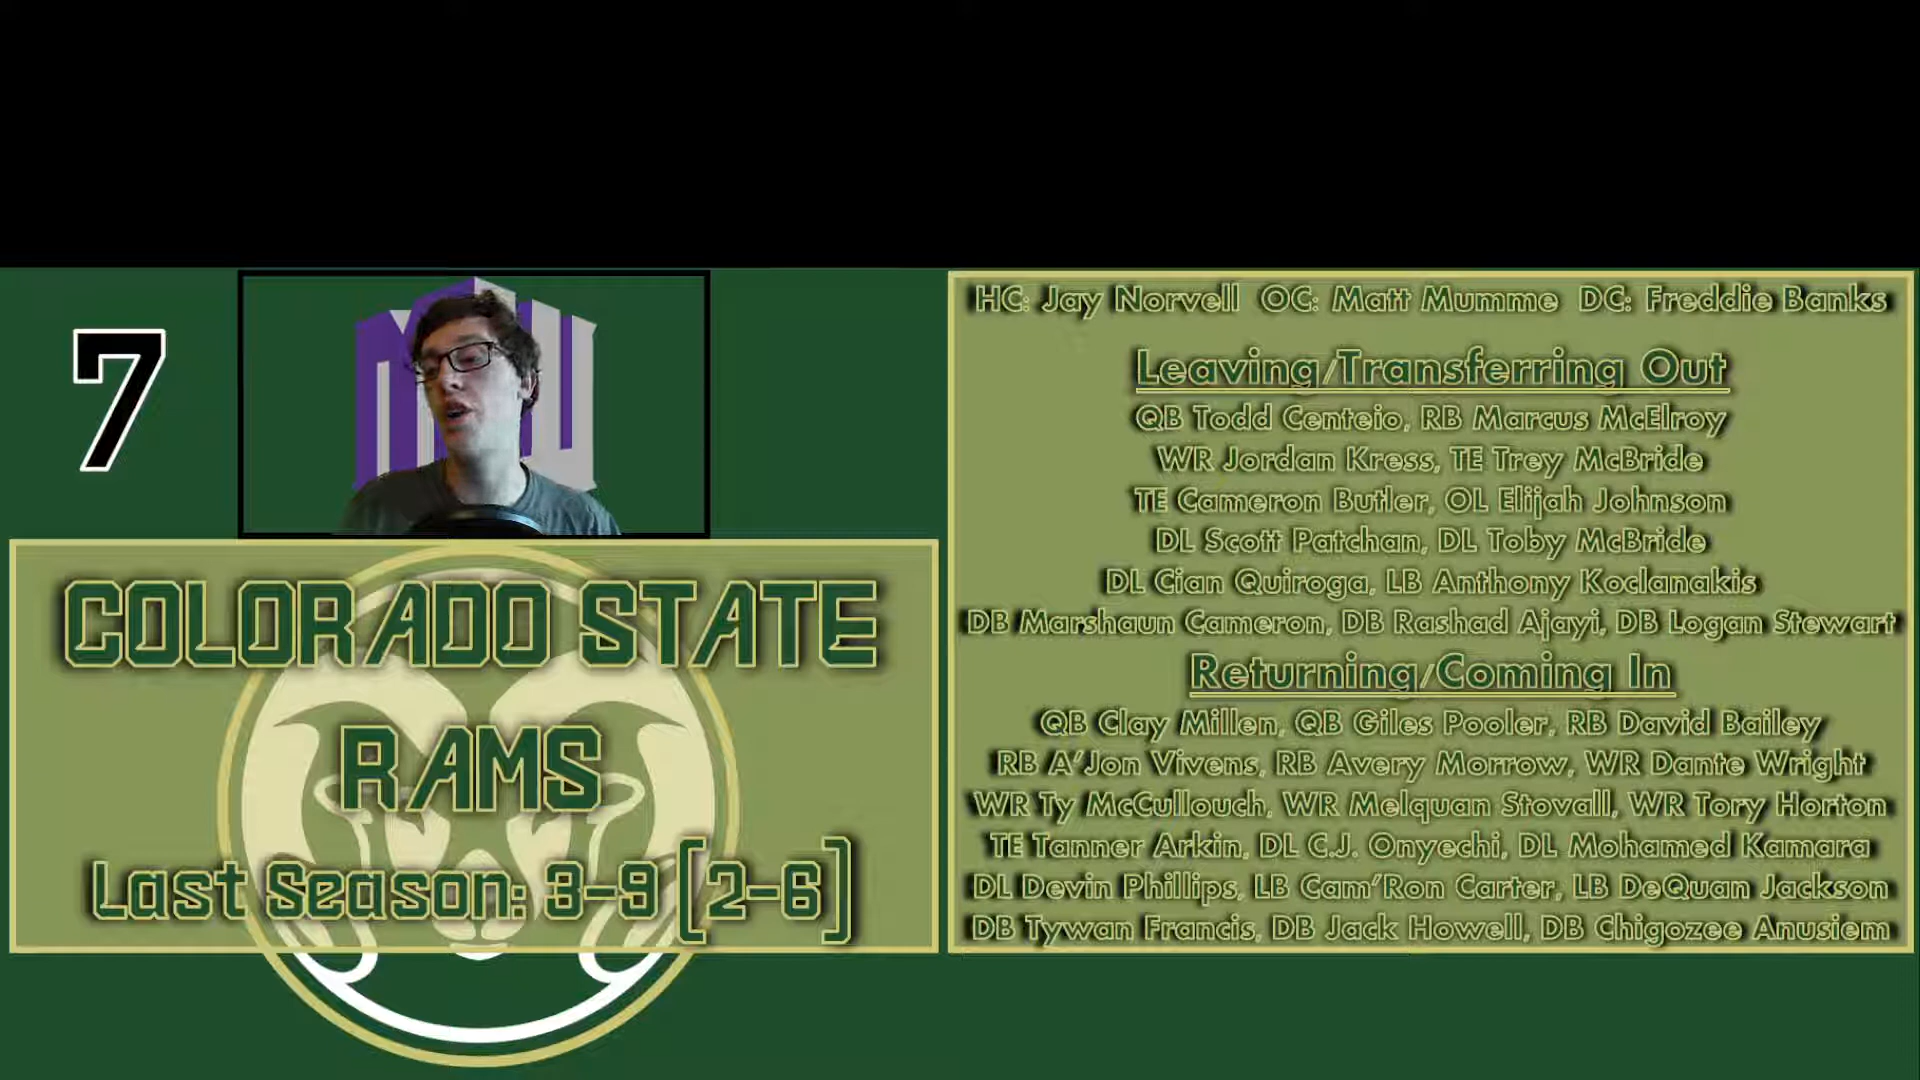 7
COLORADO STATE
RAMS
Last Season: 3-9 [2-6]
HC: Jay Norvell OC: Matt Mumme DC: Freddie Banks
Leaving/Transferring Out
QB Todd Centeio, RB Marcus McElroy
WR Jordan Kress, TE Trey McBride
TE Cameron Butler, OL Elijah Johnson
DL Scott Patchan, DL Toby McBride
DL Cian Quiroga, LB Anthony Koclanakis
DB Marshaun Cameron, DB Rashad Ajayi, DB Logan Stewart
Returning/Coming In
QB Clay Millen, QB Giles Pooler, RB David Bailey
RB A'Jon Vivens, RB Avery Morrow, WR Dante Wright
WR Ty McCullouch, WR Melquan Stovall, WR Tory Horton
TE Tanner Arkin, DL C.J. Onyechi, DL Mohamed Kamara
DL Devin Phillips, LB Cam'Ron Carter, LB DeQuan Jackson
DB Tywan Francis, DB Jack Howell, DB Chigozee Anusiem